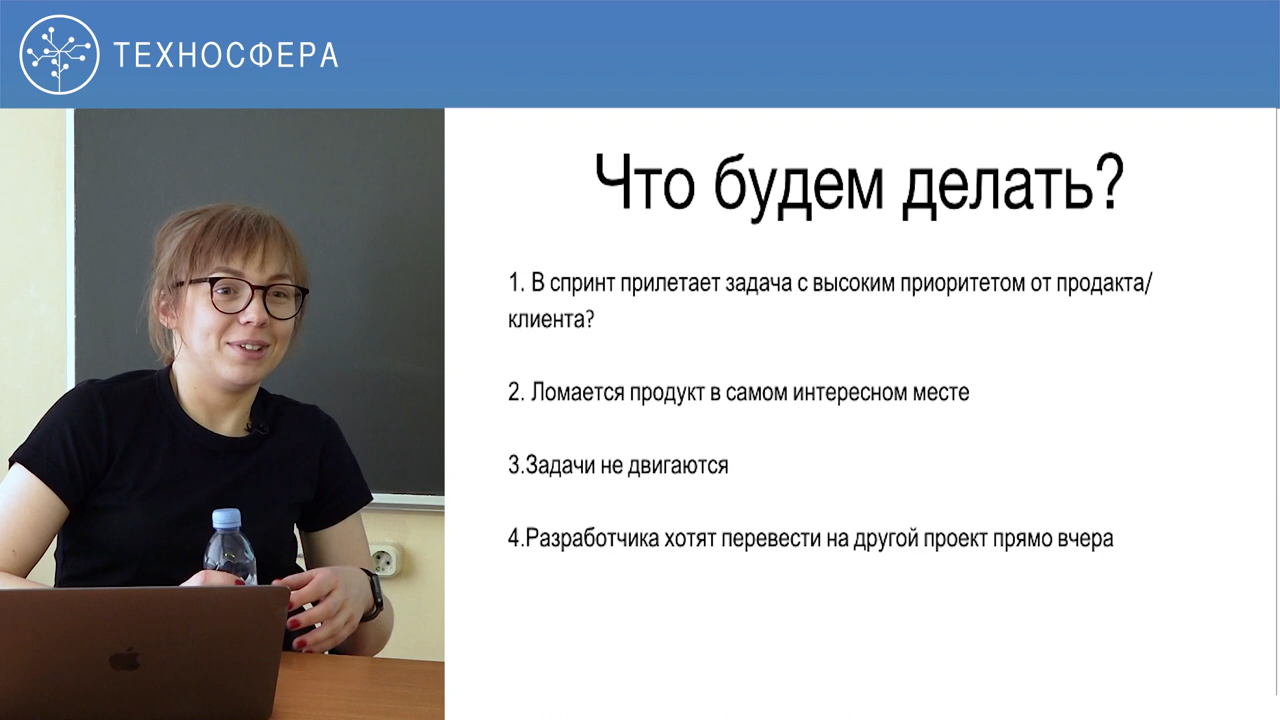 ТЕХНОСФЕРА
Что будем делать?
1. В спринт прилетает задача с высоким приоритетом от продакта/
клиента?
2. Ломается продукт в самом интересном месте
3.Задачи не двигаются
4.Разработчика хотят перевести на другой проект прямо вчера